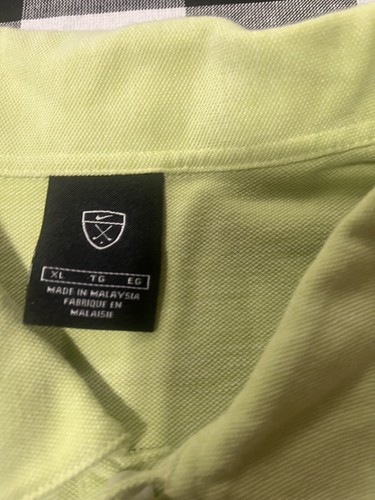 XL TG EG
MADE IN MALAYSIA
FABRIQUE EN
MALAISIE